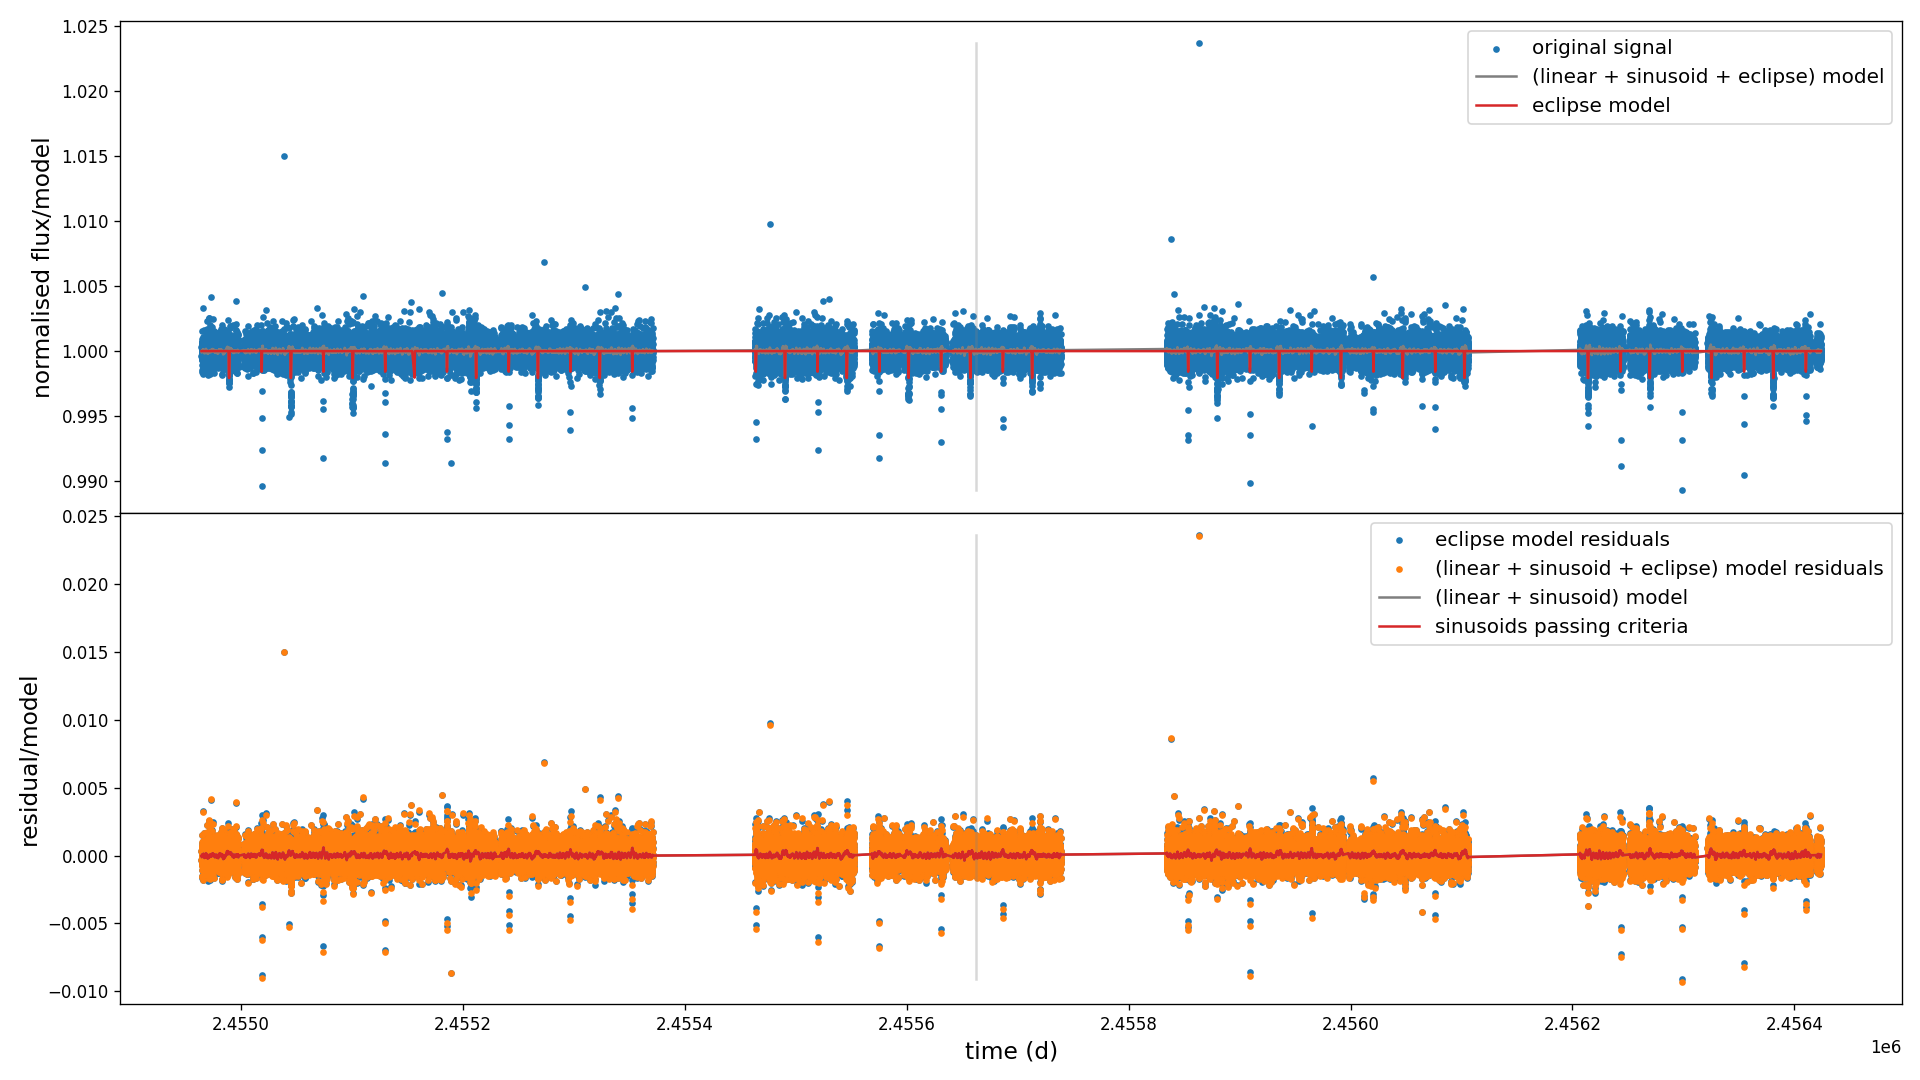 1.025
1.020
1.015
1.010
1.005
1.000
0.995
0.990
normalised flux/model
original signal
(linear + sinusoid + eclipse) model
eclipse model
0.025
0.020
0.015
0.010
0.005
0.000
−0.005
−0.010
residual/model
eclipse model residuals
(linear + sinusoid + eclipse) model residuals
(linear + sinusoid) model
sinusoids passing criteria
2.4550 2.4552 2.4554 2.4556 2.4558 2.4560 2.4562 2.4564
1e6
time (d)